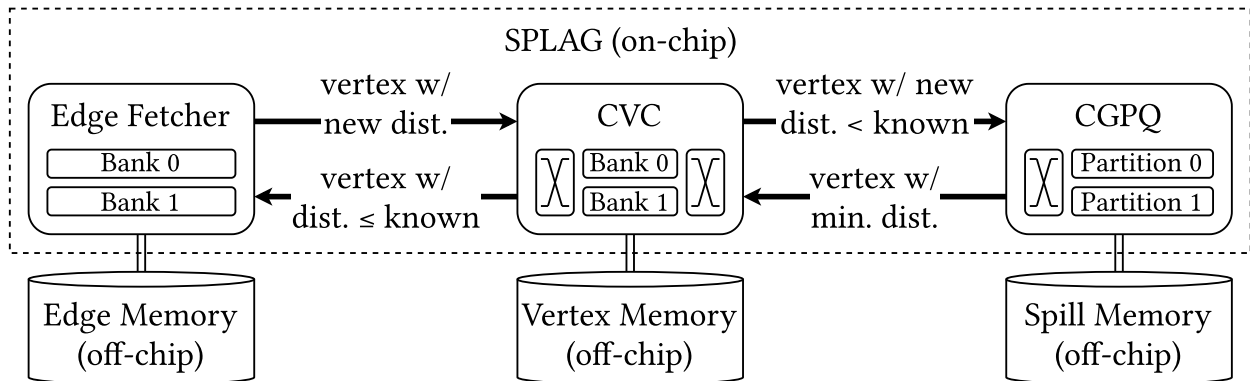 SPLAG (on-chip)
Edge Fetcher
Bank 0
Bank 1
vertex w/
new dist.
vertex w/
dist. ≤ known
CVC
Bank 0
Bank 1
vertex w/ new
dist. < known
vertex w/
min. dist.
CGPQ
Partition 0
Partition 1
Edge Memory
(off-chip)
Vertex Memory
(off-chip)
Spill Memory
(off-chip)